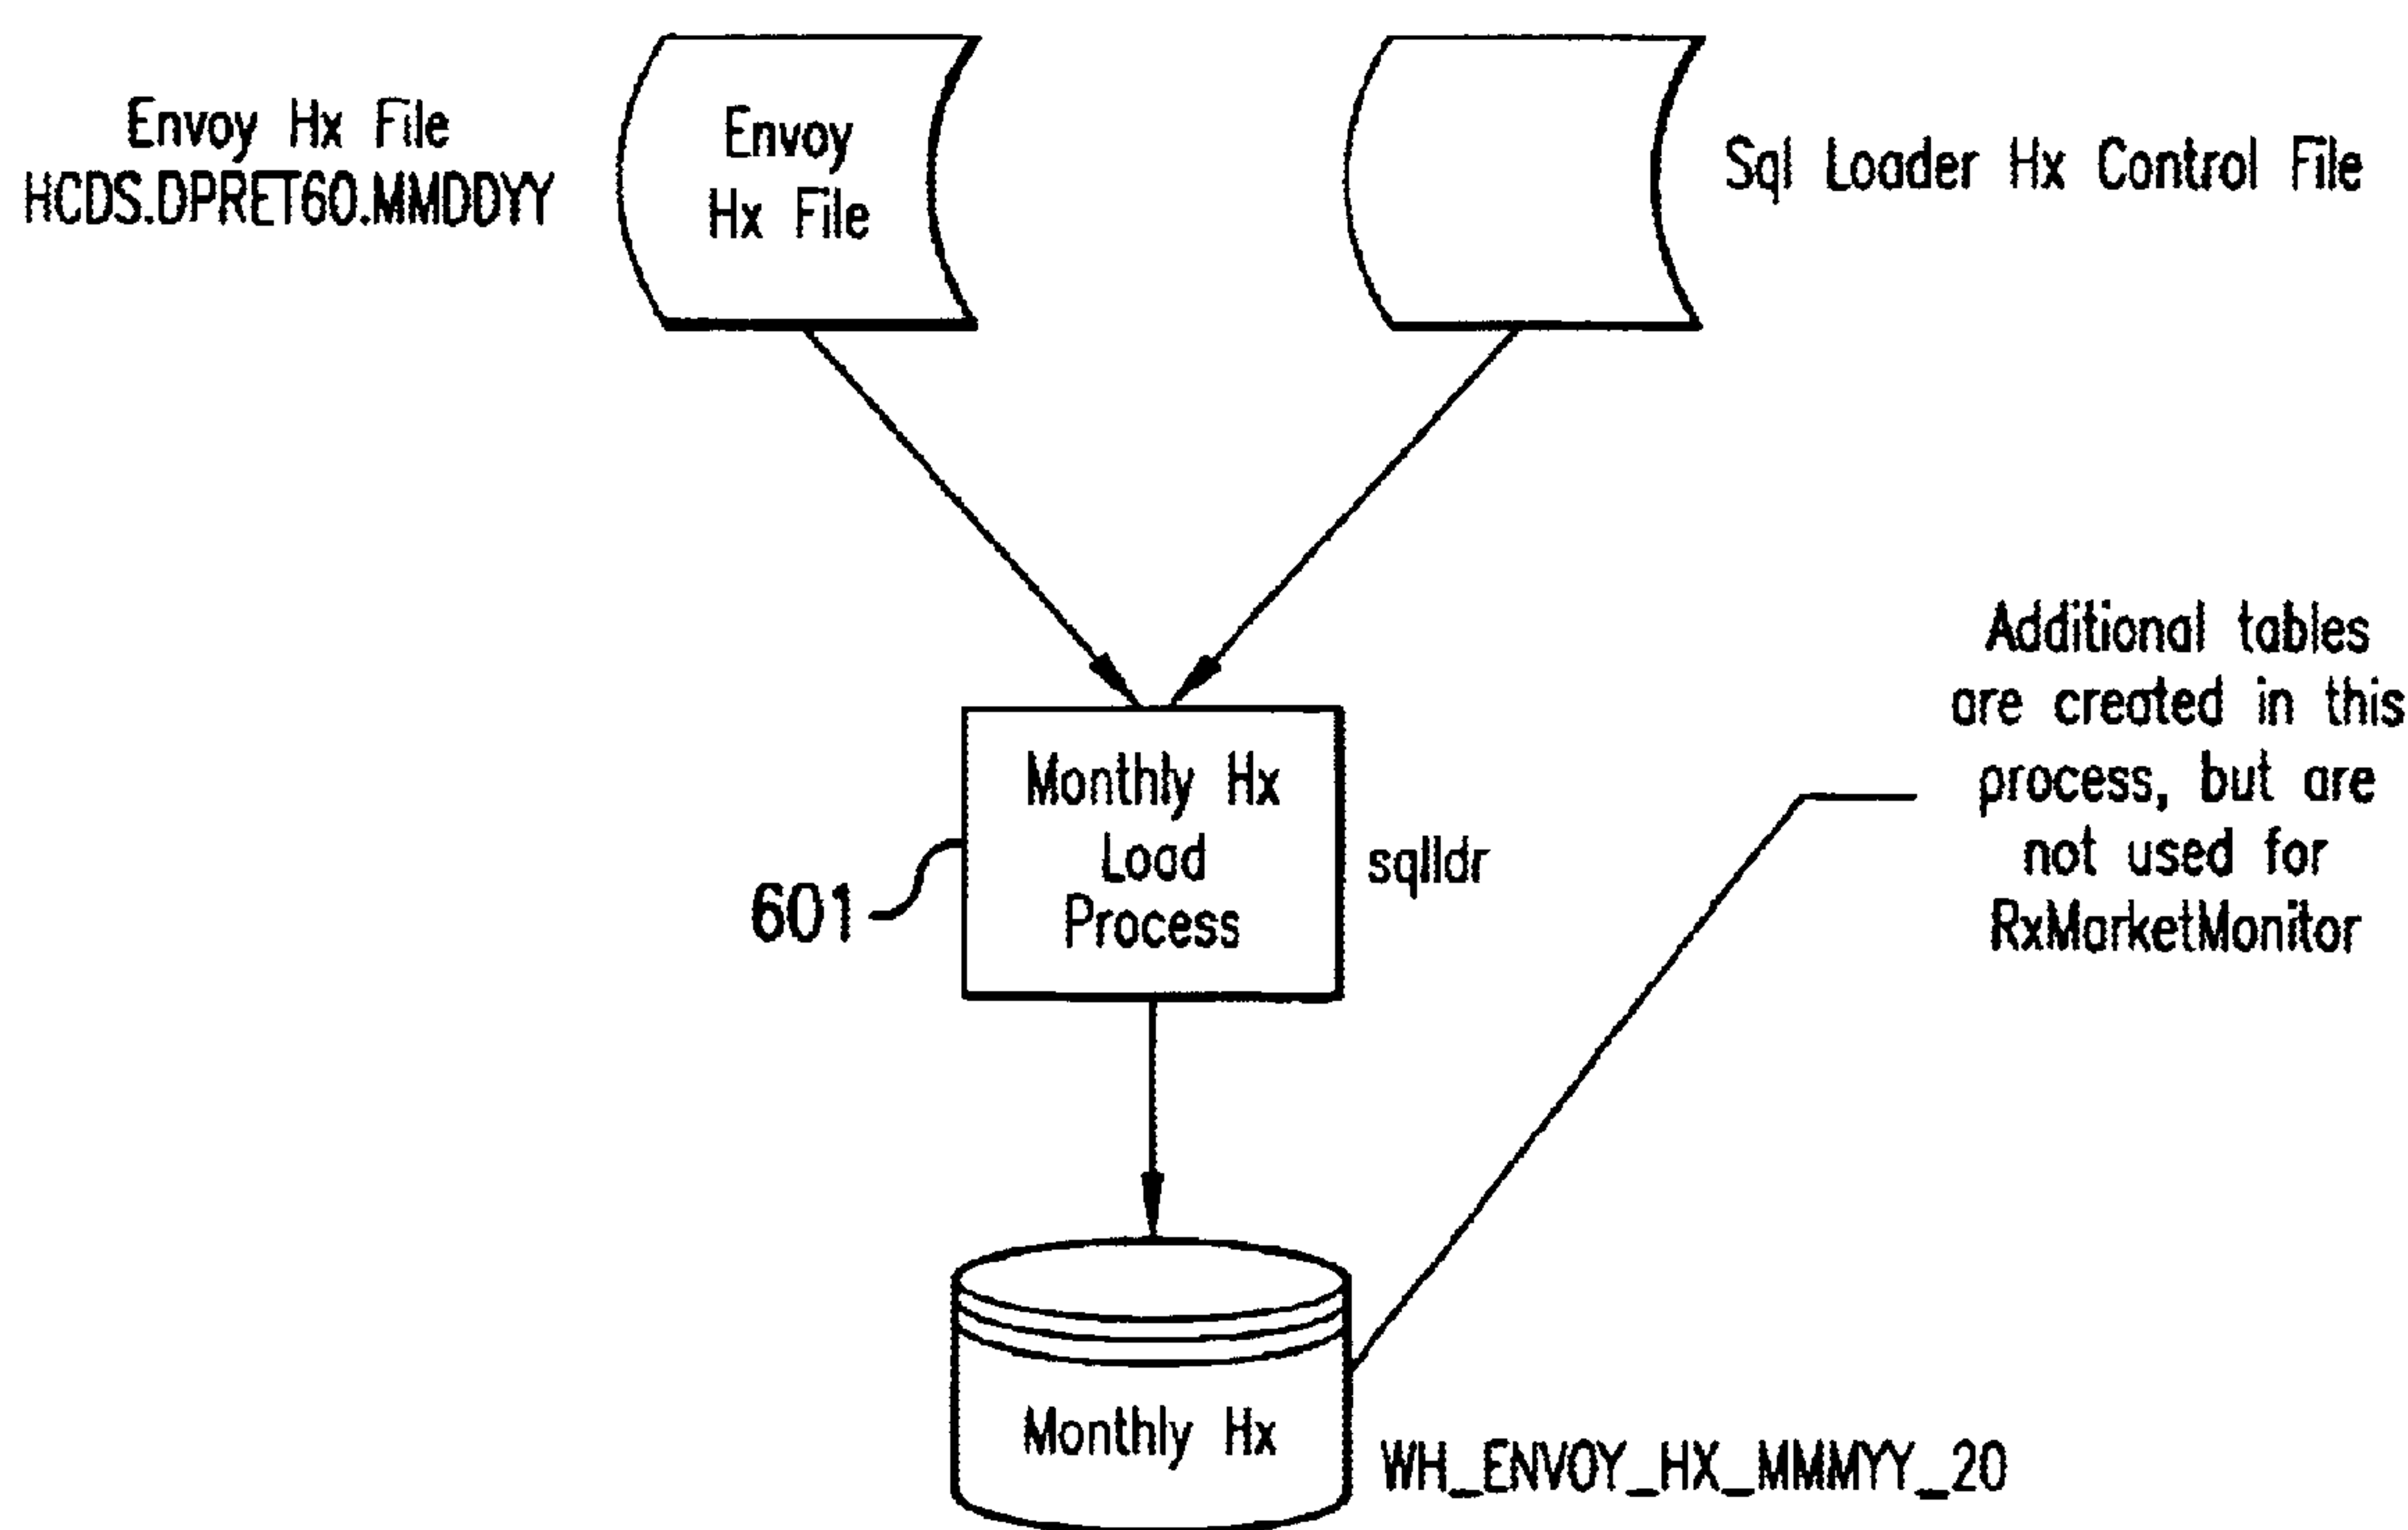 Envoy Hx File
HCDS.DPRET60.MMDDYY
Envoy
Hx File
Sql Loader Hx Control File
Additional tables
are created in this
process, but are
not used for
RxMarketMonitor
Monthly Hx
Load
Process
sqlldr
601
Monthly Hx
WH_ENVOY_HX_MMMYY_20